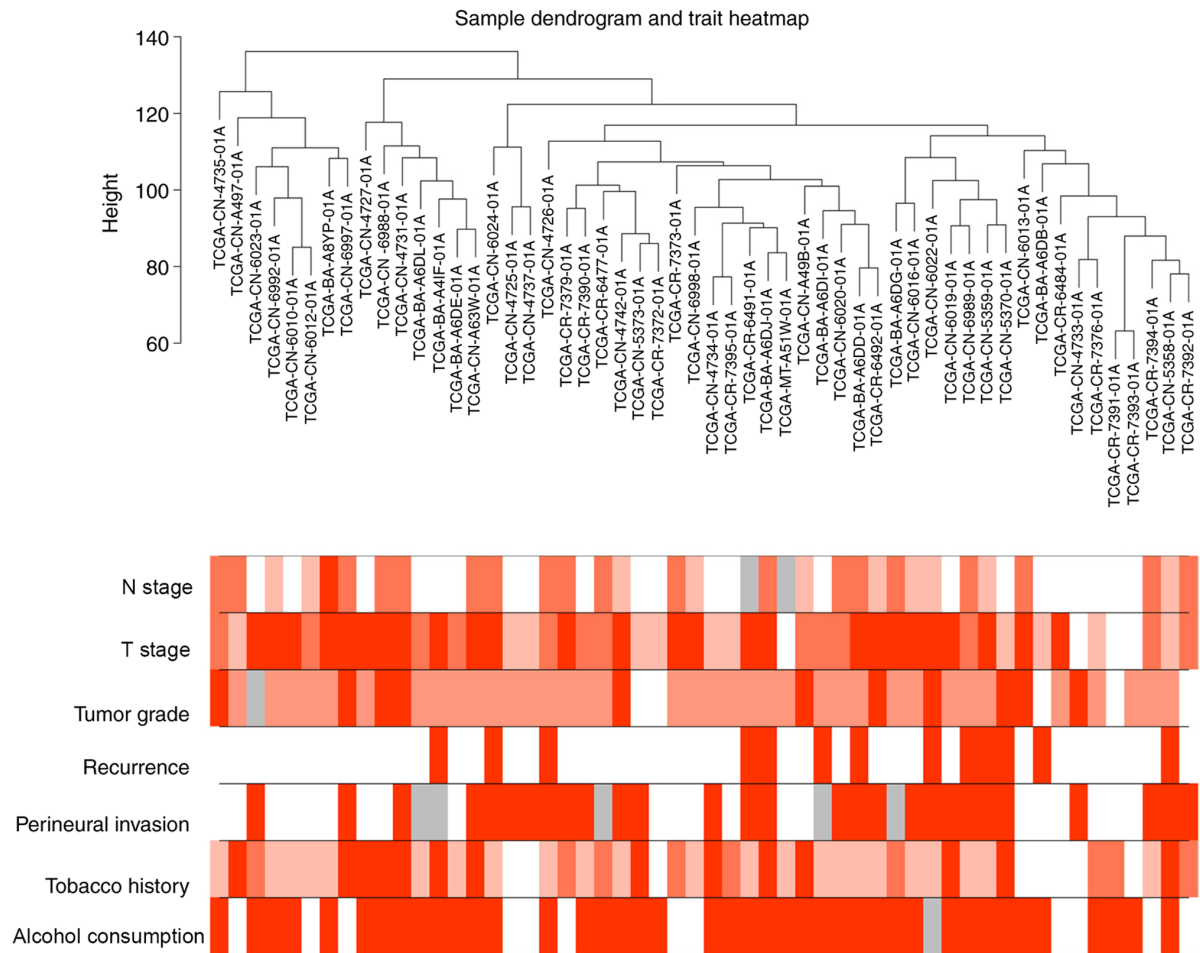 Sample dendrogram and trait heatmap
Height
140
120
100
80
60
TCGA-CN-4735-01A
TCGA-CN-A497-01A
TCGA-CN-6023-01A
TCGA-CN-6992-01A
TCGA-CN-6010-01A
TCGA-CN-6012-01A
TCGA-BA-A8YP-01A
TCGA-CN-6997-01A
TCGA-CN-4727-01A
TCGA-CN -6988-01A
TCGA-CN-4731-01A
TCGA-BA-A6DL-01A
TCGA-BA-A4IF-01A
TCGA-BA-A6DE-01A
TCGA-CN-A63W-01A
TCGA-CN-6024-01A
TCGA-CN-4725-01A
TCGA-CN-4737-01A
TCGA-CN-4726-01A
TCGA-CR-7379-01A
TCGA-CR-7390-01A
TCGA-CR-6477-01A
TCGA-CN-4742-01A
TCGA-CN-5373-01A
TCGA-CR-7372-01A
TCGA-CR-7373-01A
TCGA-CN-6998-01A
TCGA-CN-4734-01A
TCGA-CR-7395-01A
TCGA-CR-6491-01A
TCGA-BA-A6DJ-01A
TCGA-MT-A51W-01A
TCGA-CN-A49B-01A
TCGA-BA-A6DI-01A
TCGA-CN-6020-01A
TCGA-BA-A6DD-01A
TCGA-CR-6492-01A
TCGA-BA-A6DG-01A
TCGA-CN-6016-01A
TCGA-CN-6022-01A
TCGA-CN-6019-01A
TCGA-CN-6989-01A
TCGA-CN-5359-01A
TCGA-CN-5370-01A
TCGA-CN-6013-01A
TCGA-BA-A6DB-01A
TCGA-CR-6484-01A
TCGA-CN-4733-01A
TCGA-CR-7376-01A
TCGA-CR-7391-01A
TCGA-CR-7393-01A
TCGA-CR-7394-01A
TCGA-CN-5358-01A
TCGA-CR-7392-01A
N stage
T stage
Tumor grade
Recurrence
Perineural invasion
Tobacco history
Alcohol consumption